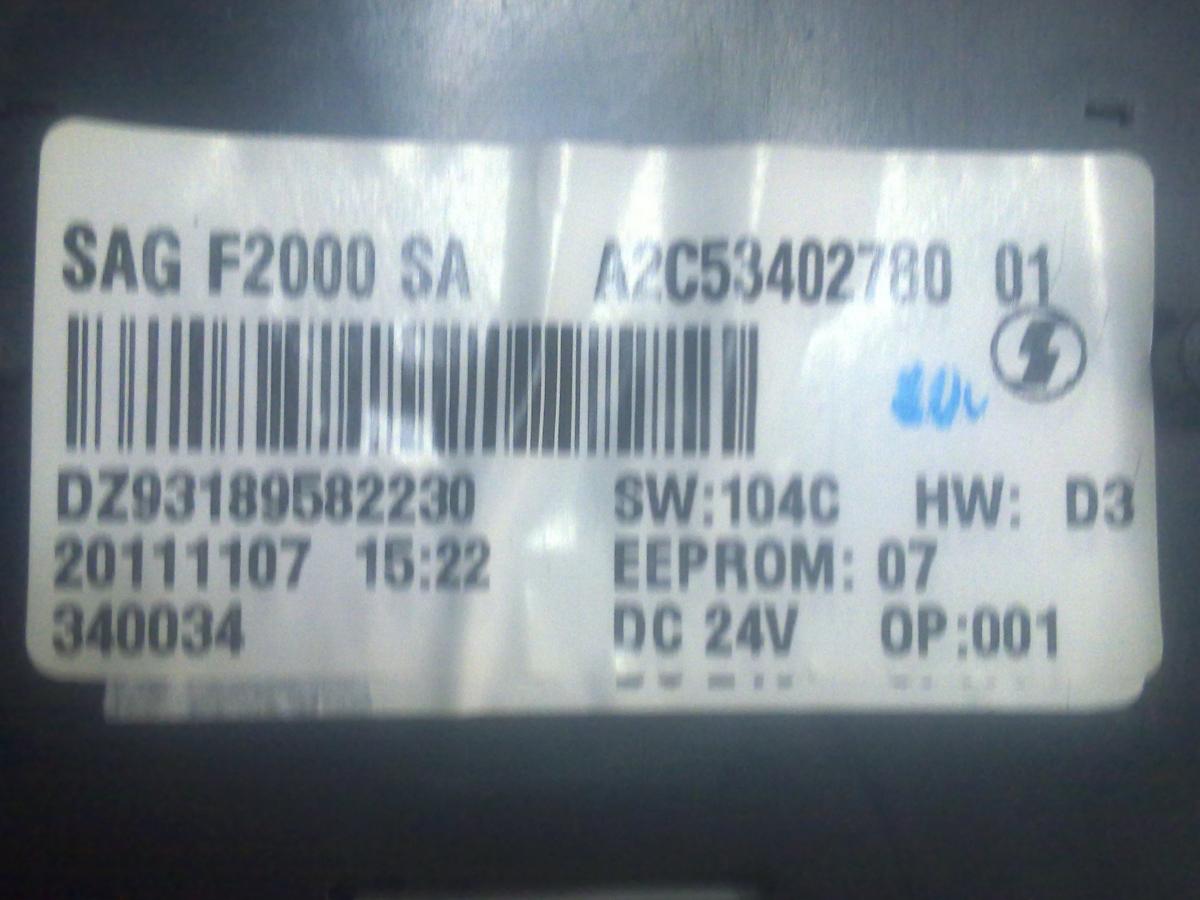 SAG F2000 SA A2C53402780 01
DZ93189582230 SW:104C HW: D3
20111107 15:22 EEPROM: 07
340034 DC 24V OP:001